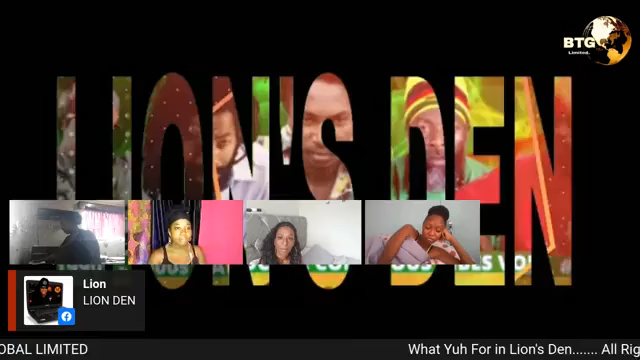 BTG
Limited.
LION'S DEN
Lion
LION DEN
OBAL LIMITED
What Yuh For in Lion's Den....... All Rig